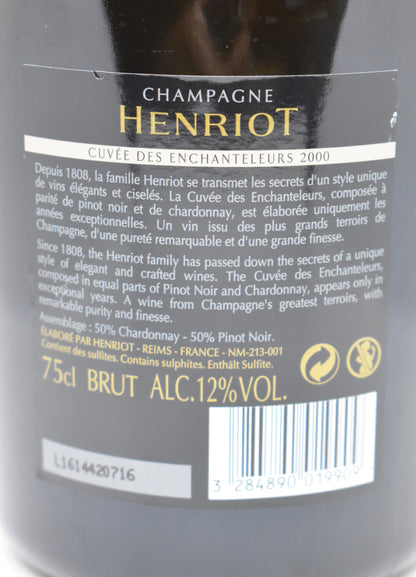 CHAMPAGNE
HENRIOT
CUVÉE DES ENCHANTELEURS 2000
Depuis 1808, la famille Henriot se transmet les secrets d'un style unique
de vins élégants et ciselés. La Cuvée des Enchanteleurs, composée à
parité de pinot noir et de chardonnay, est élaborée uniquement les
années exceptionnelles. Un vin issu des plus grands terroirs de
Champagne, d'une pureté remarquable et d'une grande finesse.
Since 1808, the Henriot family has passed down the secrets of a unique
style of elegant and crafted wines. The Cuvée des Enchanteleurs,
composed in equal parts of Pinot Noir and Chardonnay, appears only in
exceptional years. A wine from Champagne's greatest terroirs, with
remarkable purity and finesse.
Assemblage : 50% Chardonnay - 50% Pinot Noir.
ÉLABORÉ PAR HENRIOT - REIMS - FRANCE - NM-213-001
Contient des sulfites. Contains sulphites. Enthält Sulfite.
75cl BRUT ALC.12%VOL.
L1614420716
3 284890 019909